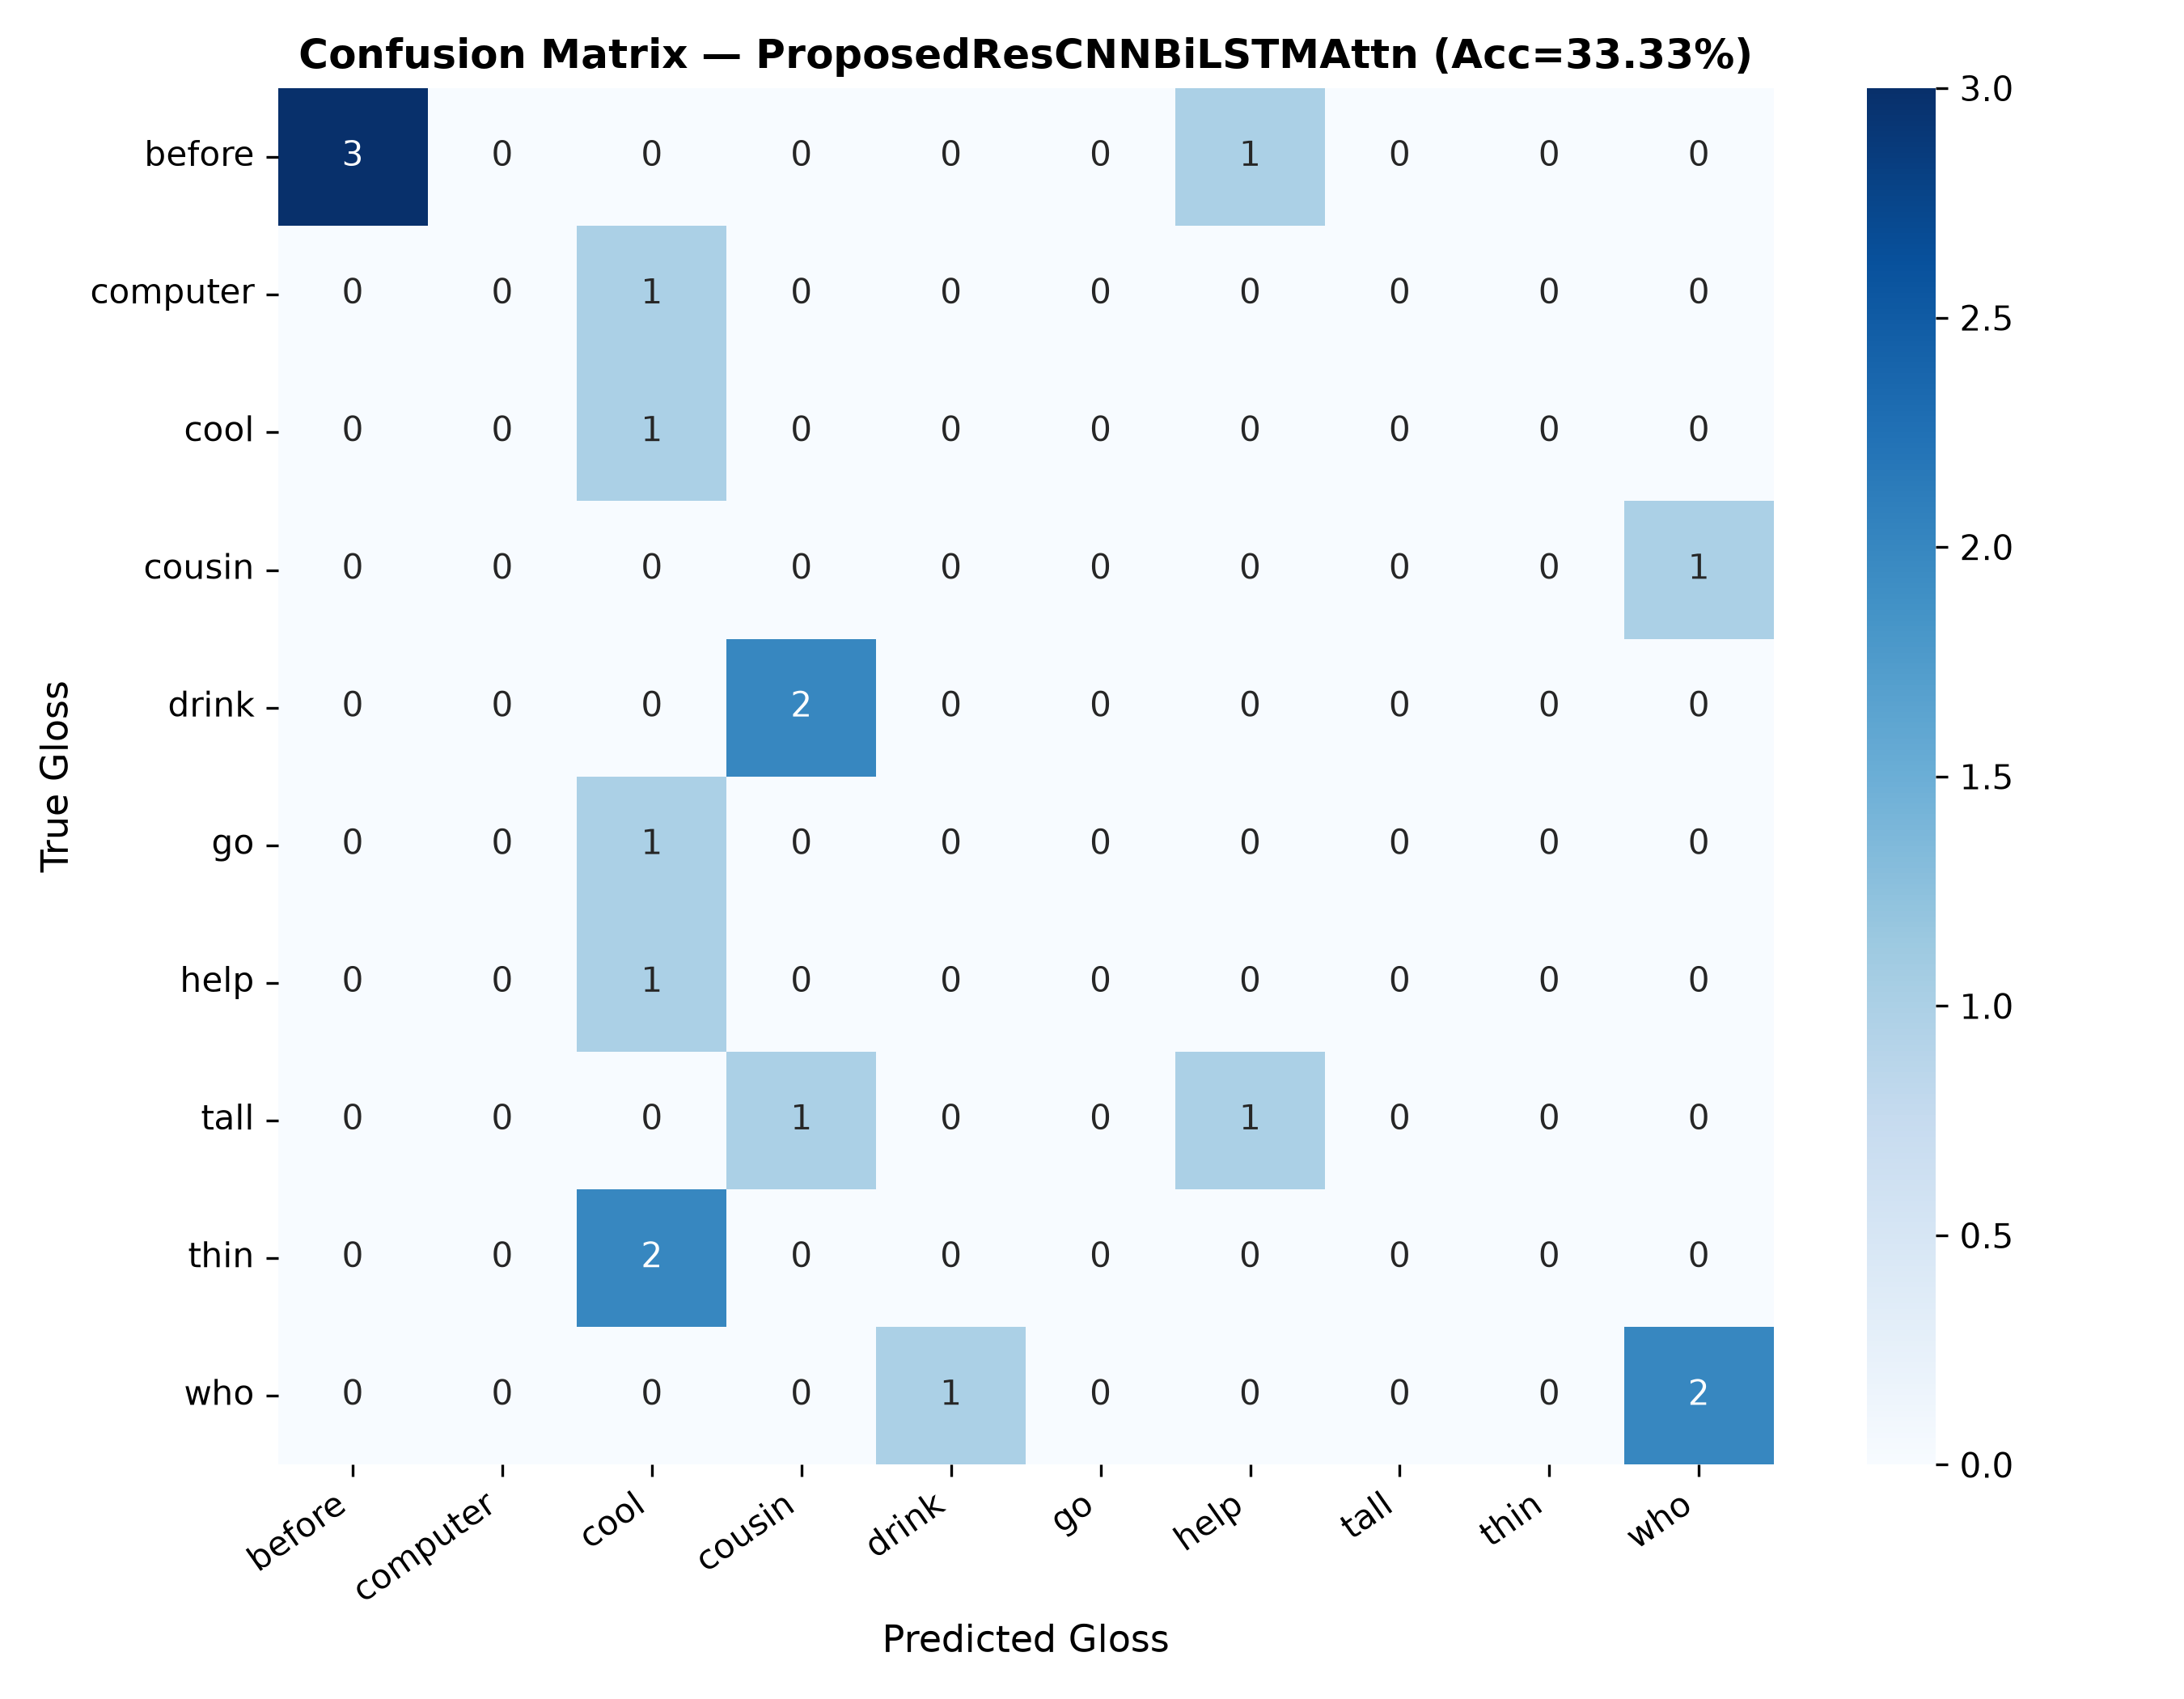 Confusion Matrix — ProposedResCNNBiLSTMAttn (Acc=33.33%)
True Gloss
before 3 0 0 0 0 0 1 0 0 0
computer 0 0 1 0 0 0 0 0 0 0
cool 0 0 1 0 0 0 0 0 0 0
cousin 0 0 0 0 0 0 0 0 0 1
drink 0 0 0 2 0 0 0 0 0 0
go 0 0 1 0 0 0 0 0 0 0
help 0 0 1 0 0 0 0 0 0 0
tall 0 0 0 1 0 0 1 0 0 0
thin 0 0 2 0 0 0 0 0 0 0
who 0 0 0 0 1 0 0 0 0 2
before computer cool cousin drink go help tall thin who
Predicted Gloss
3.0
2.5
2.0
1.5
1.0
0.5
0.0